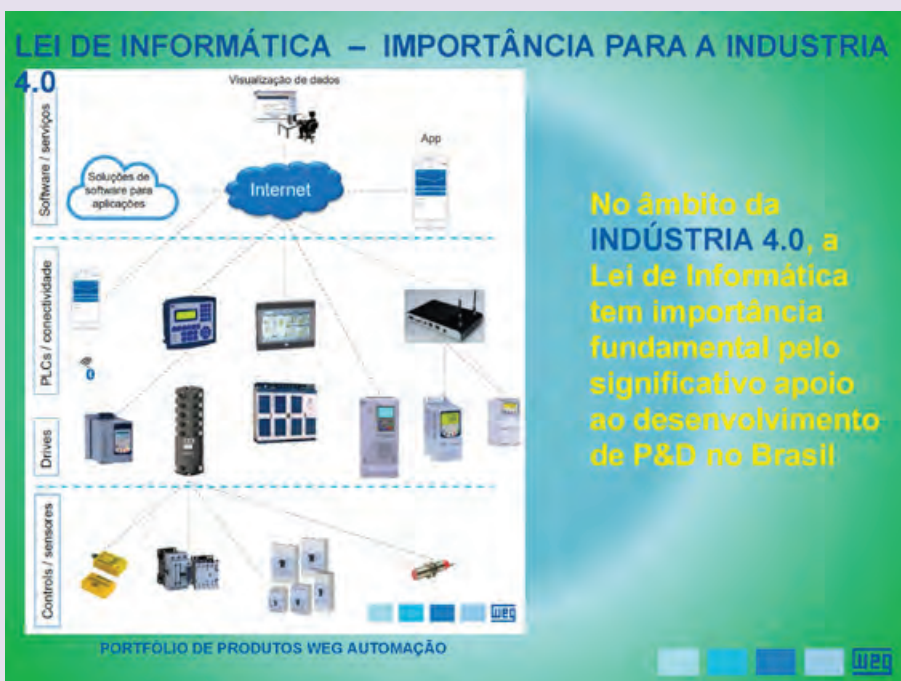 LEI DE INFORMÁTICA – IMPORTÂNCIA PARA A INDUSTRIA
4.0
Visualização de dados
App
Internet
Soluções de
software para
aplicações
Software / serviços
PLCs / conectividade
Drives
Controls / sensores
weg
PORTFÓLIO DE PRODUTOS WEG AUTOMAÇÃO
No âmbito da
INDÚSTRIA 4.0, a
Lei de Informática
tem importância
fundamental pelo
significativo apoio
ao desenvolvimento
de P&D no Brasil
weg